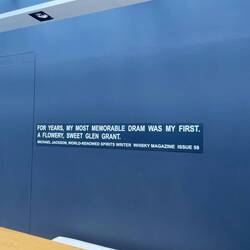 FOR YEARS, MY MOST MEMORABLE DRAM WAS MY FIRST.
A FLOWERY, SWEET GLEN GRANT.
MICHAEL JACKSON, WORLD-RENOWNED SPIRITS WRITER WHISKY MAGAZINE ISSUE 58